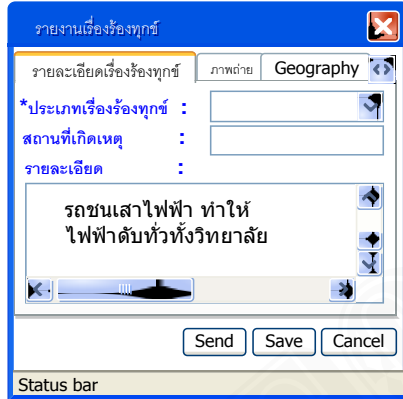 รายงานเรื่องร้องทุกข์
รายละเอียดเรื่องร้องทุกข์ ภาพถ่าย Geography
*ประเภทเรื่องร้องทุกข์ :
สถานที่เกิดเหตุ :
รายละเอียด :
รถชนเสาไฟฟ้า ทำให้
ไฟฟ้าดับทั่วทั้งวิทยาลัย
Send Save Cancel
Status bar